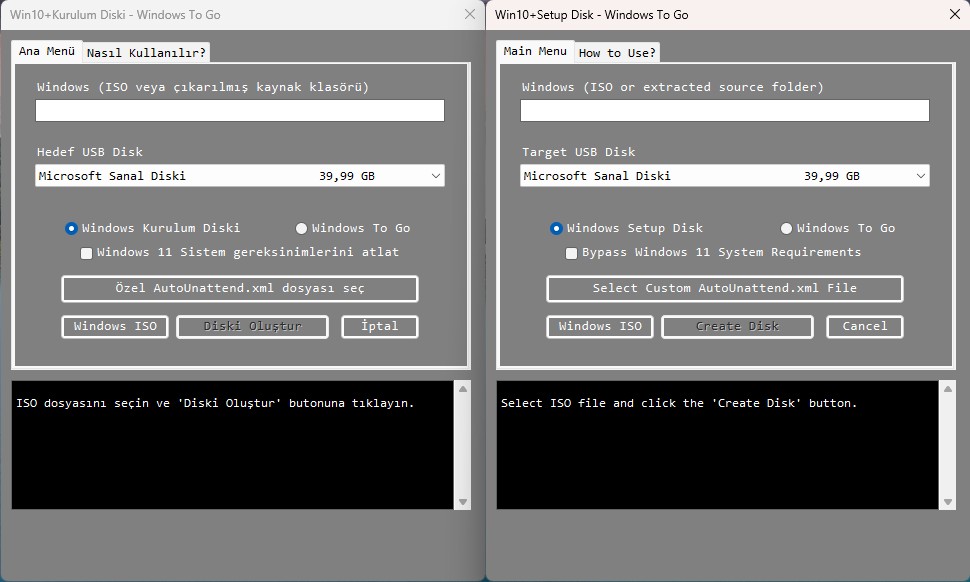 Win10+Kurulum Diski - Windows To Go
Ana Menü
Nasıl Kullanılır?
Windows (ISO veya çıkarılmış kaynak klasörü)
Hedef USB Disk
Microsoft Sanal Diski 39,99 GB
Windows Kurulum Diski
Windows To Go
Windows 11 Sistem gereksinimlerini atlat
Özel AutoUnattend.xml dosyası seç
Windows ISO
Diski Oluştur
İptal
ISO dosyasını seçin ve 'Diski Oluştur' butonuna tıklayın.
Win10+Setup Disk - Windows To Go
Main Menu
How to Use?
Windows (ISO or extracted source folder)
Target USB Disk
Microsoft Sanal Diski 39,99 GB
Windows Setup Disk
Windows To Go
Bypass Windows 11 System Requirements
Select Custom AutoUnattend.xml File
Windows ISO
Create Disk
Cancel
Select ISO file and click the 'Create Disk' button.